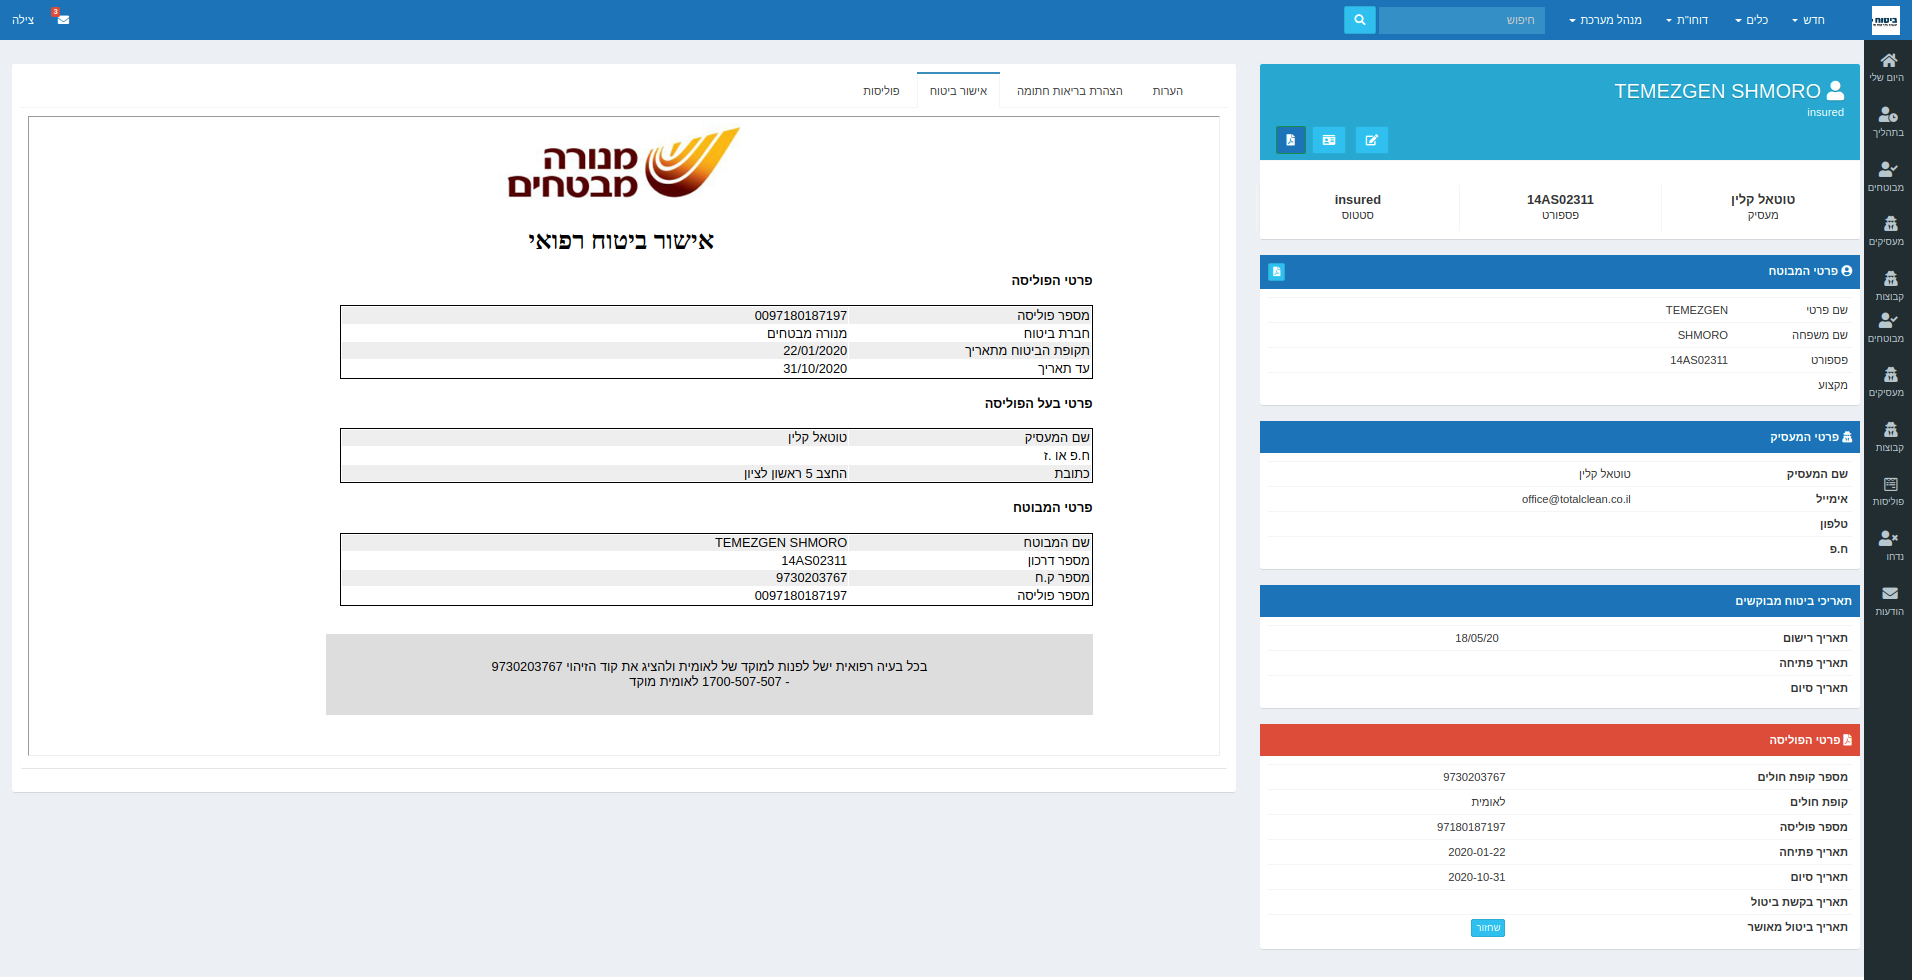 ביטוח
חדש
כלים
דוחו"ת
מנהל מערכת
חיפוש
3
צילה
היום שלי
בתהליך
מבוטחים
מעסיקים
קבוצות
מבוטחים
מעסיקים
קבוצות
פוליסות
נדחו
הודעות
TEMEZGEN SHMORO
insured
טוטאל קלין
מעסיק
14AS02311
פספורט
insured
סטטוס
פרטי המבוטח
שם פרטי TEMEZGEN
שם משפחה SHMORO
פספורט 14AS02311
מקצוע
פרטי המעסיק
שם המעסיק טוטאל קלין
אימייל office@totalclean.co.il
טלפון
ח.פ
תאריכי ביטוח מבוקשים
תאריך רישום 18/05/20
תאריך פתיחה
תאריך סיום
פרטי הפוליסה
מספר קופת חולים 9730203767
קופת חולים לאומית
מספר פוליסה 97180187197
תאריך פתיחה 2020-01-22
תאריך סיום 2020-10-31
תאריך בקשת ביטול
תאריך ביטול מאושר שחזור
הערות
הצהרת בריאות חתומה
אישור ביטוח
פוליסות
מנורה
מבטחים
אישור ביטוח רפואי
פרטי הפוליסה
מספר פוליסה 0097180187197
חברת ביטוח מנורה מבטחים
תקופת הביטוח מתאריך 22/01/2020
עד תאריך 31/10/2020
פרטי בעל הפוליסה
שם המעסיק טוטאל קלין
ח.פ או .ז
כתובת החצב 5 ראשון לציון
פרטי המבוטח
שם המבוטח TEMEZGEN SHMORO
מספר דרכון 14AS02311
מספר ק.ח 9730203767
מספר פוליסה 0097180187197
בכל בעיה רפואית ישל לפנות למוקד של לאומית ולהציג את קוד הזיהוי 9730203767
- 1700-507-507 לאומית מוקד